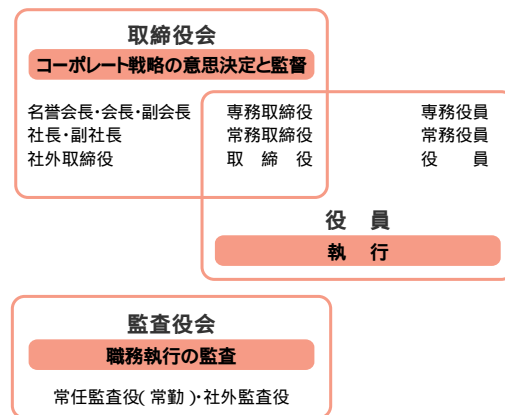 取締役会
コーポレート戦略の意思決定と監督
名誉会長・会長・副会長 専務取締役 専務役員
社長・副社長 常務取締役 常務役員
社外取締役 取 締 役 役 員
役 員
執 行
監査役会
職務執行の監査
常任監査役( 常勤 )・社外監査役